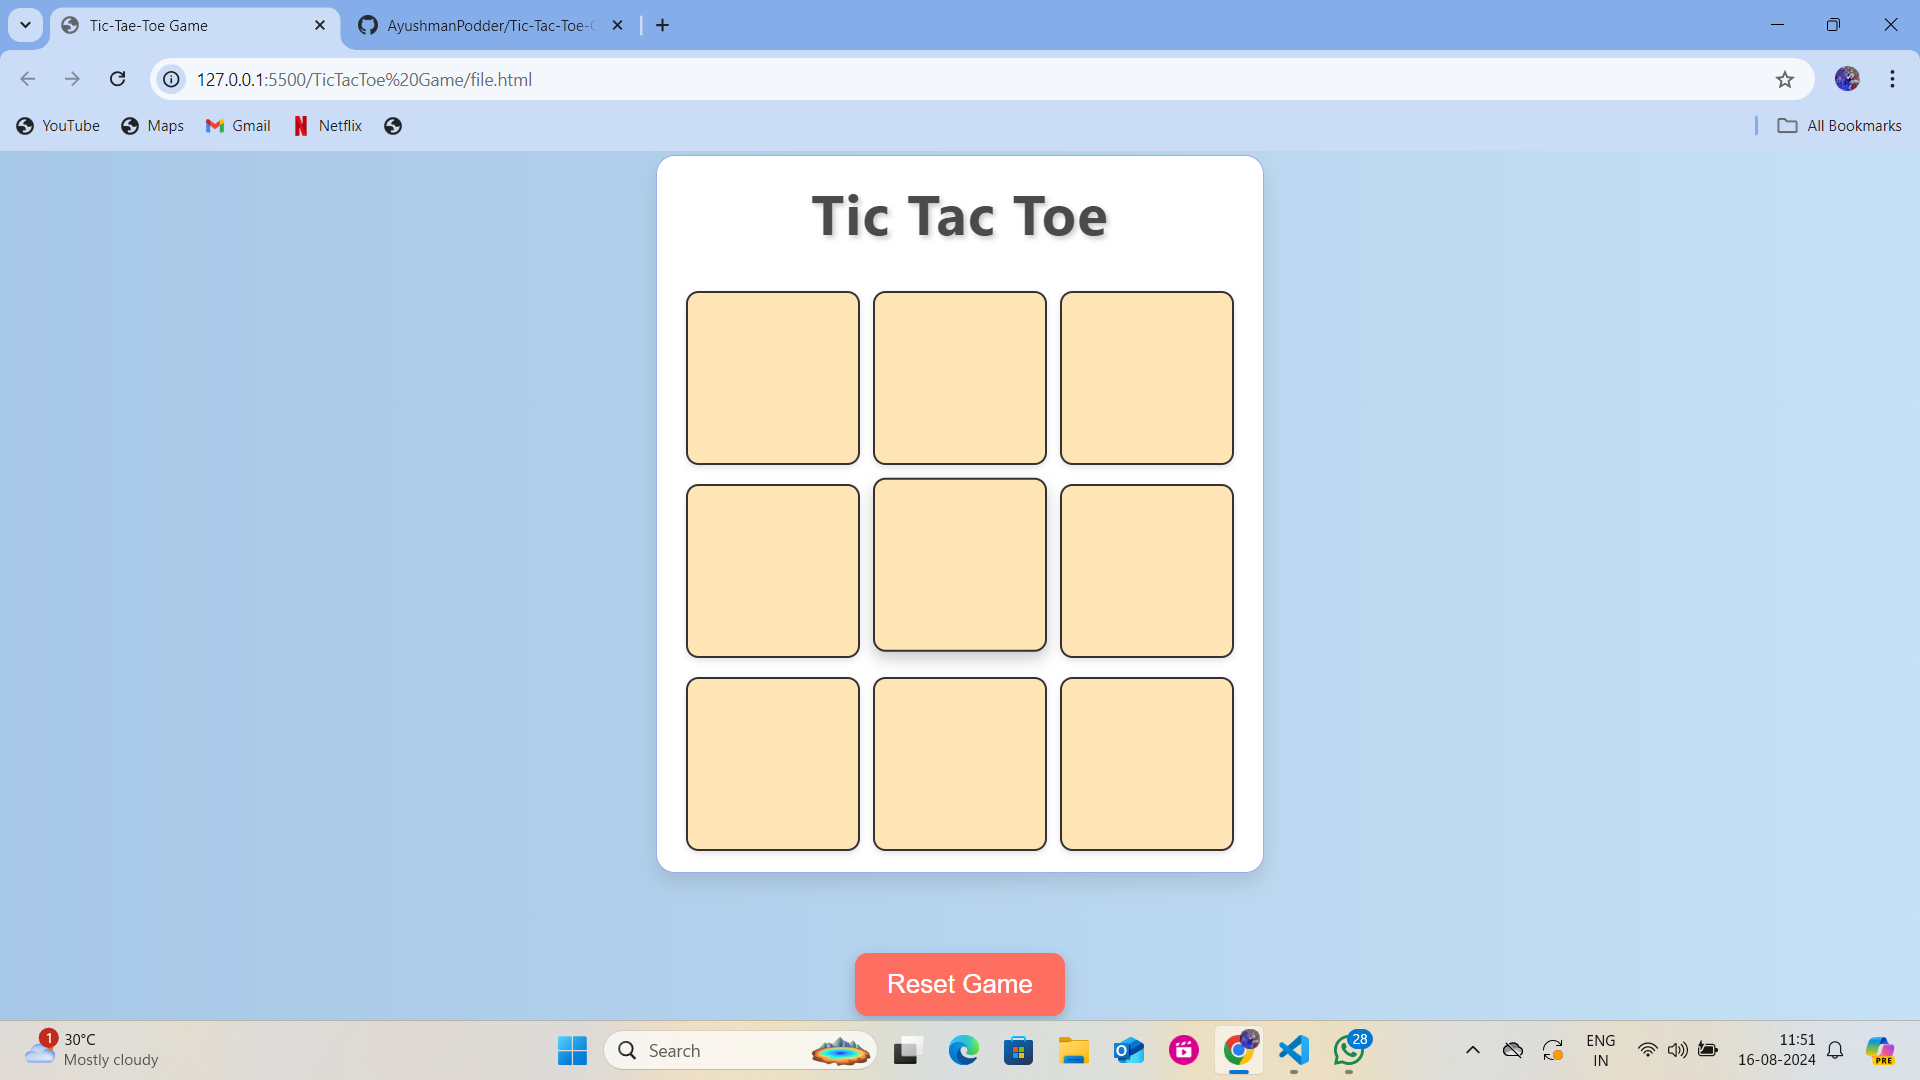 Tic-Tae-Toe Game
AyushmanPodder/Tic-Tac-Toe-
127.0.0.1:5500/TicTacToe%20Game/file.html
YouTube
Maps
Gmail
Netflix
All Bookmarks
Tic Tac Toe
Reset Game
1
30°C
Mostly cloudy
Search
28
ENG
IN
11:51
16-08-2024
PRE